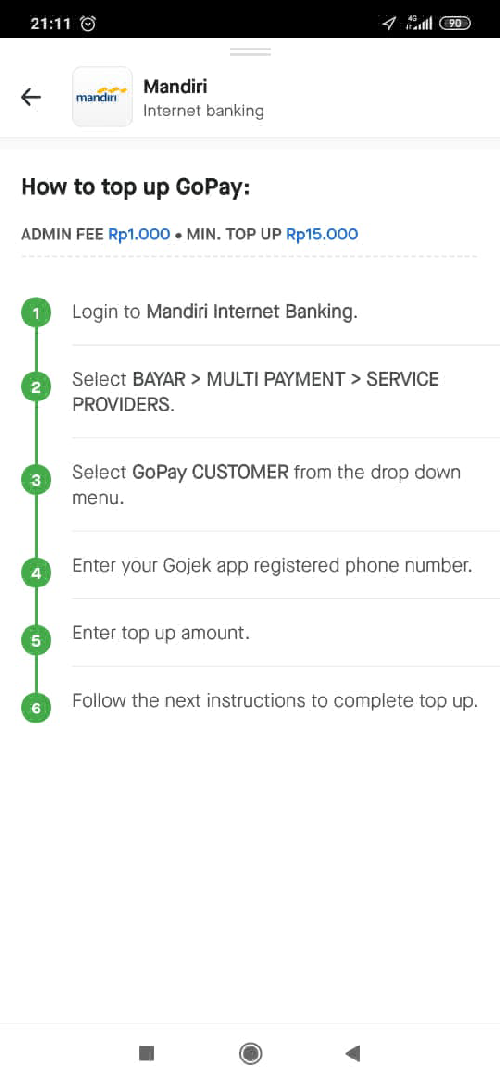 21:11 4G 90
mandiri
Mandiri
Internet banking
How to top up GoPay:
ADMIN FEE Rp1.000 • MIN. TOP UP Rp15.000
1 Login to Mandiri Internet Banking.
2 Select BAYAR > MULTI PAYMENT > SERVICE
PROVIDERS.
3 Select GoPay CUSTOMER from the drop down
menu.
4 Enter your Gojek app registered phone number.
5 Enter top up amount.
6 Follow the next instructions to complete top up.